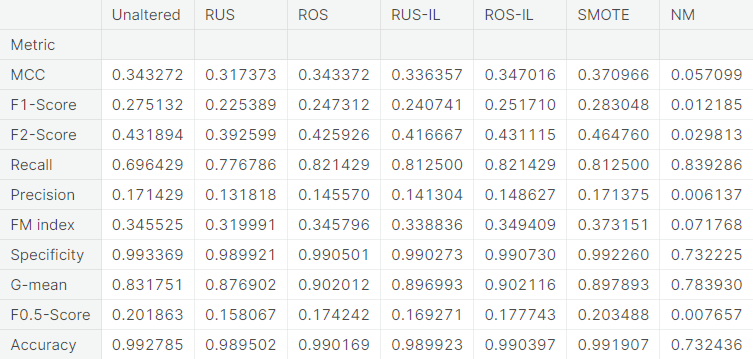 Unaltered RUS ROS RUS-IL ROS-IL SMOTE NM
Metric
MCC 0.343272 0.317373 0.343372 0.336357 0.347016 0.370966 0.057099
F1-Score 0.275132 0.225389 0.247312 0.240741 0.251710 0.283048 0.012185
F2-Score 0.431894 0.392599 0.425926 0.416667 0.431115 0.464760 0.029813
Recall 0.696429 0.776786 0.821429 0.812500 0.821429 0.812500 0.839286
Precision 0.171429 0.131818 0.145570 0.141304 0.148627 0.171375 0.006137
FM index 0.345525 0.319991 0.345796 0.338836 0.349409 0.373151 0.071768
Specificity 0.993369 0.989921 0.990501 0.990273 0.990730 0.992260 0.732225
G-mean 0.831751 0.876902 0.902012 0.896993 0.902116 0.897893 0.783930
F0.5-Score 0.201863 0.158067 0.174242 0.169271 0.177743 0.203488 0.007657
Accuracy 0.992785 0.989502 0.990169 0.989923 0.990397 0.991907 0.732436